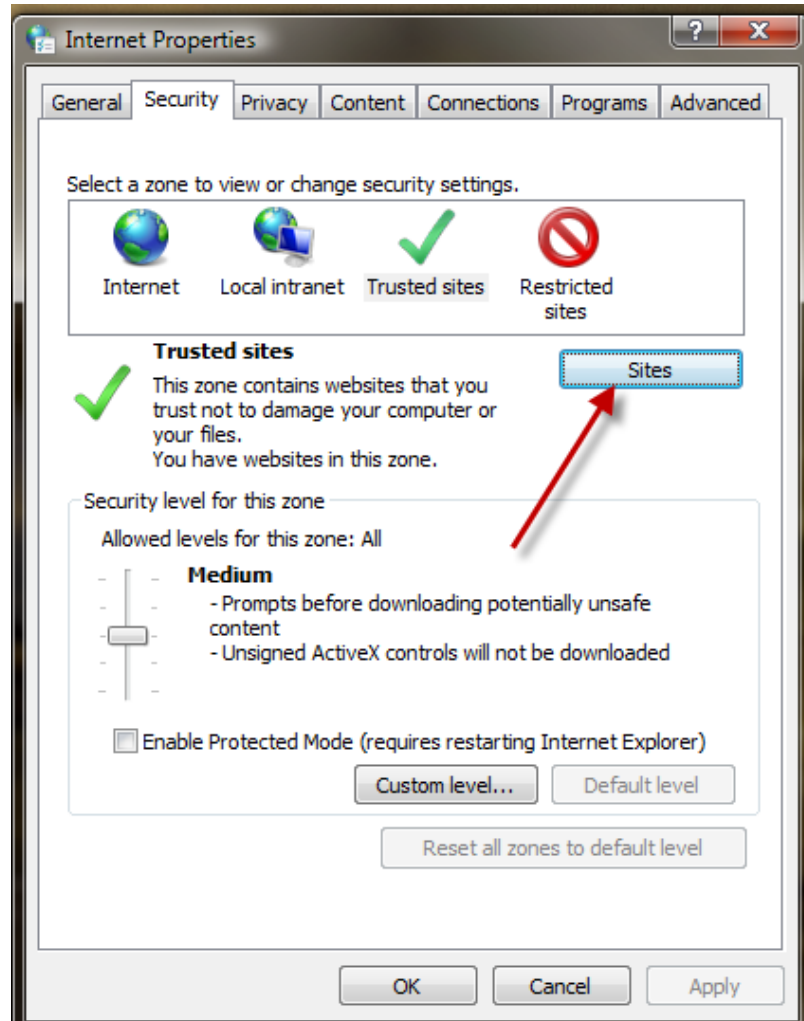 Internet Properties
General Security Privacy Content Connections Programs Advanced
Select a zone to view or change security settings.
Internet Local intranet Trusted sites Restricted
sites
Trusted sites
Sites
This zone contains websites that you
trust not to damage your computer or
your files.
You have websites in this zone.
Security level for this zone
Allowed levels for this zone: All
Medium
- Prompts before downloading potentially unsafe
content
- Unsigned ActiveX controls will not be downloaded
Enable Protected Mode (requires restarting Internet Explorer)
Custom level... Default level
Reset all zones to default level
OK Cancel Apply